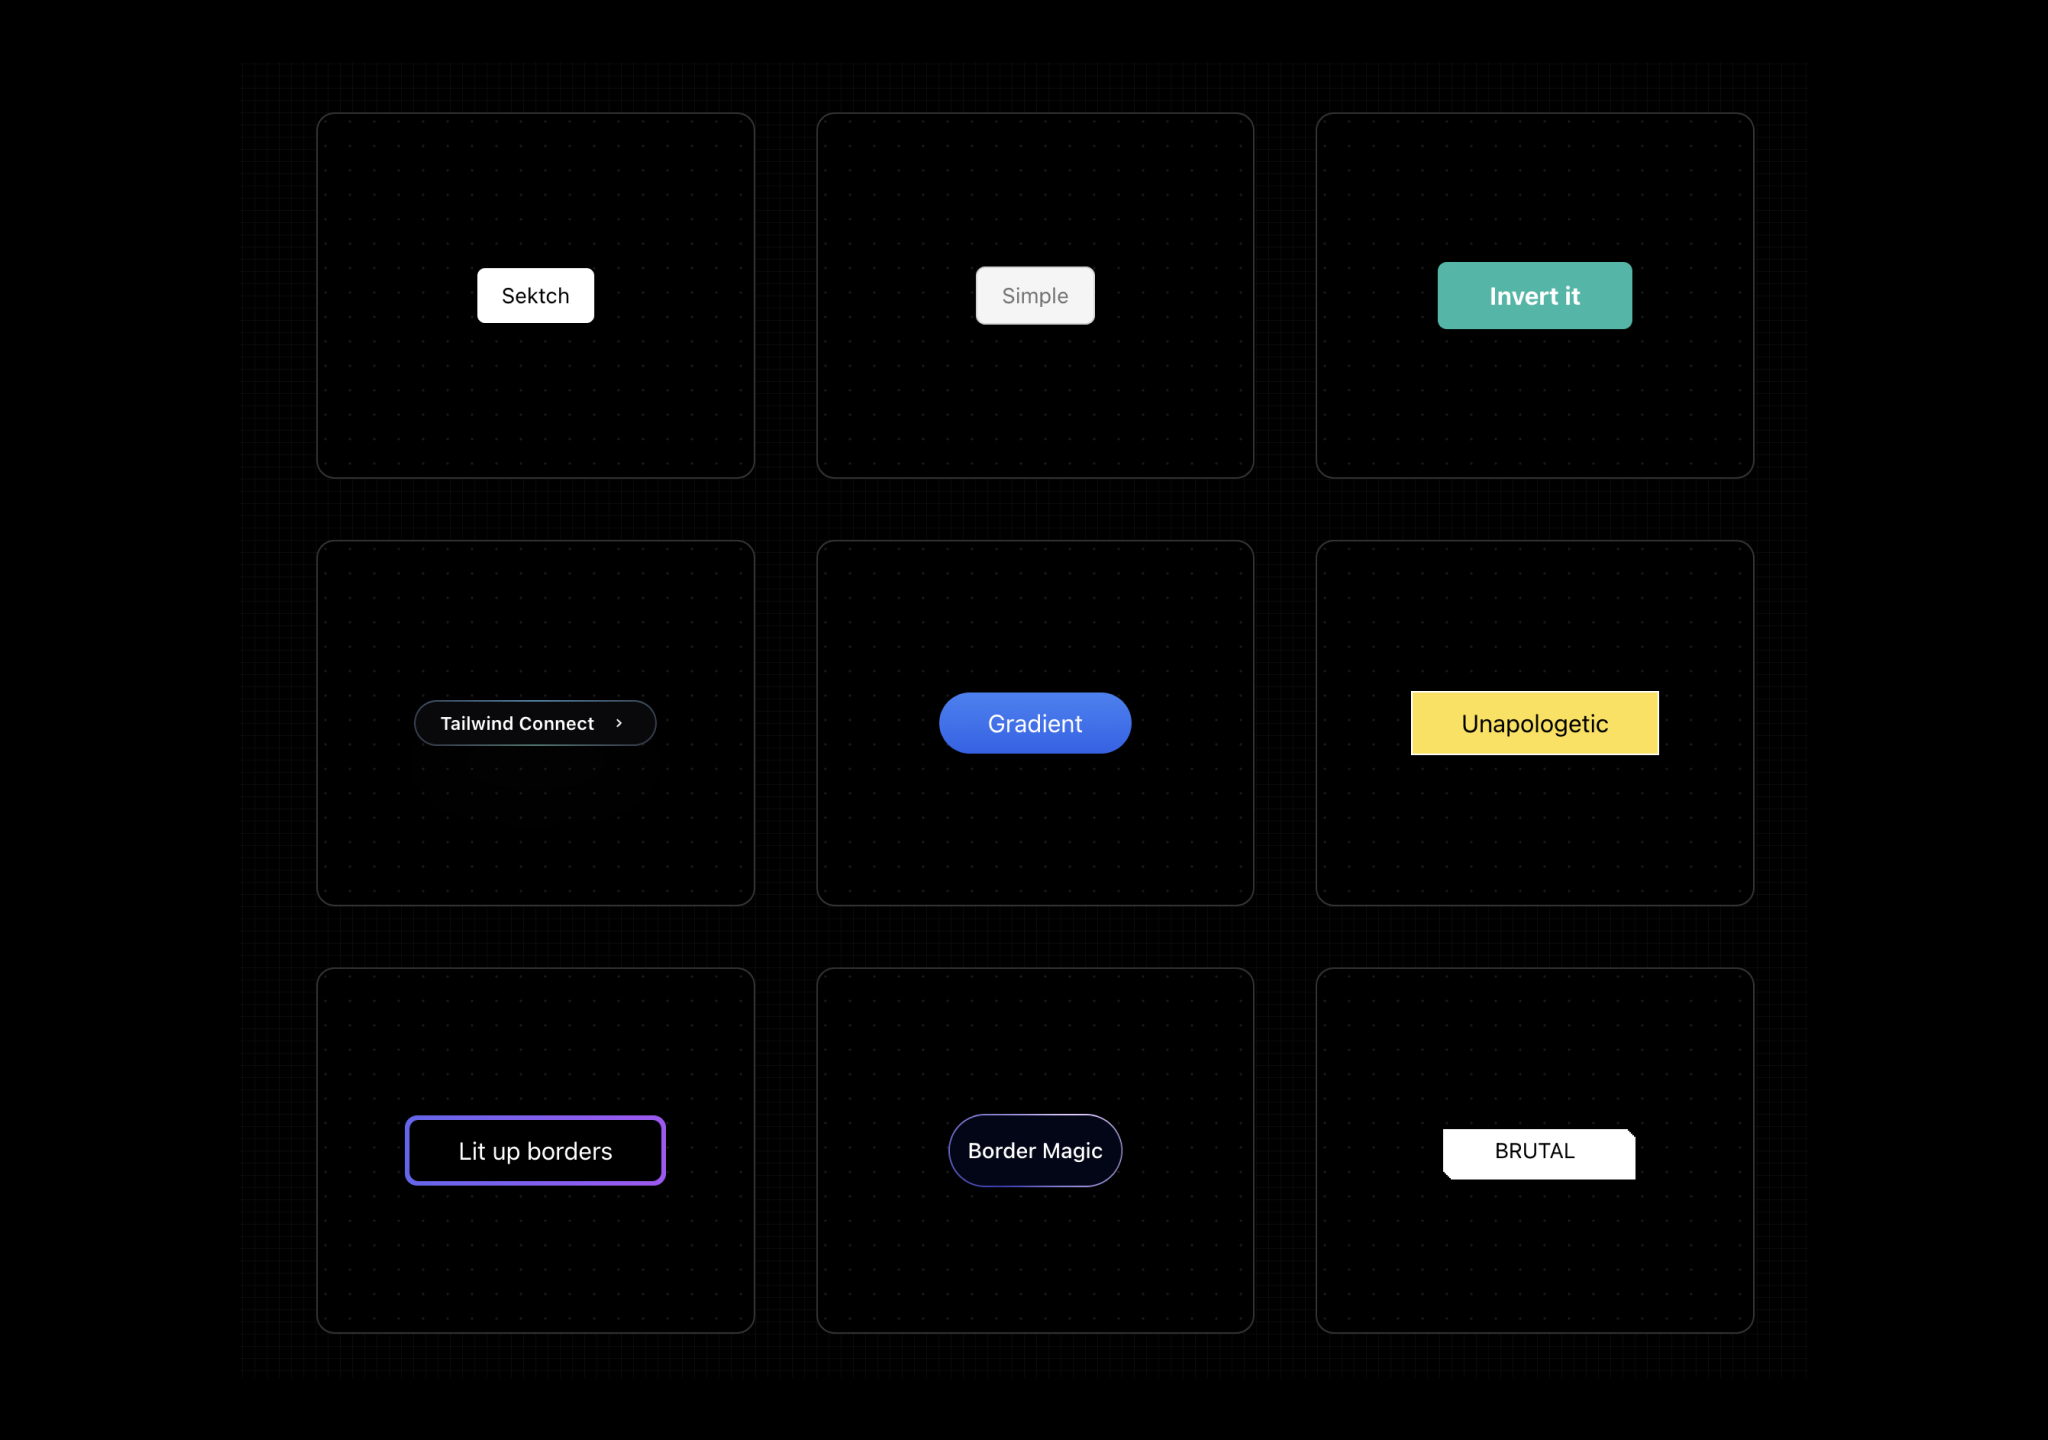 Sektch
Simple
Invert it
Tailwind Connect
Gradient
Unapologetic
Lit up borders
Border Magic
BRUTAL